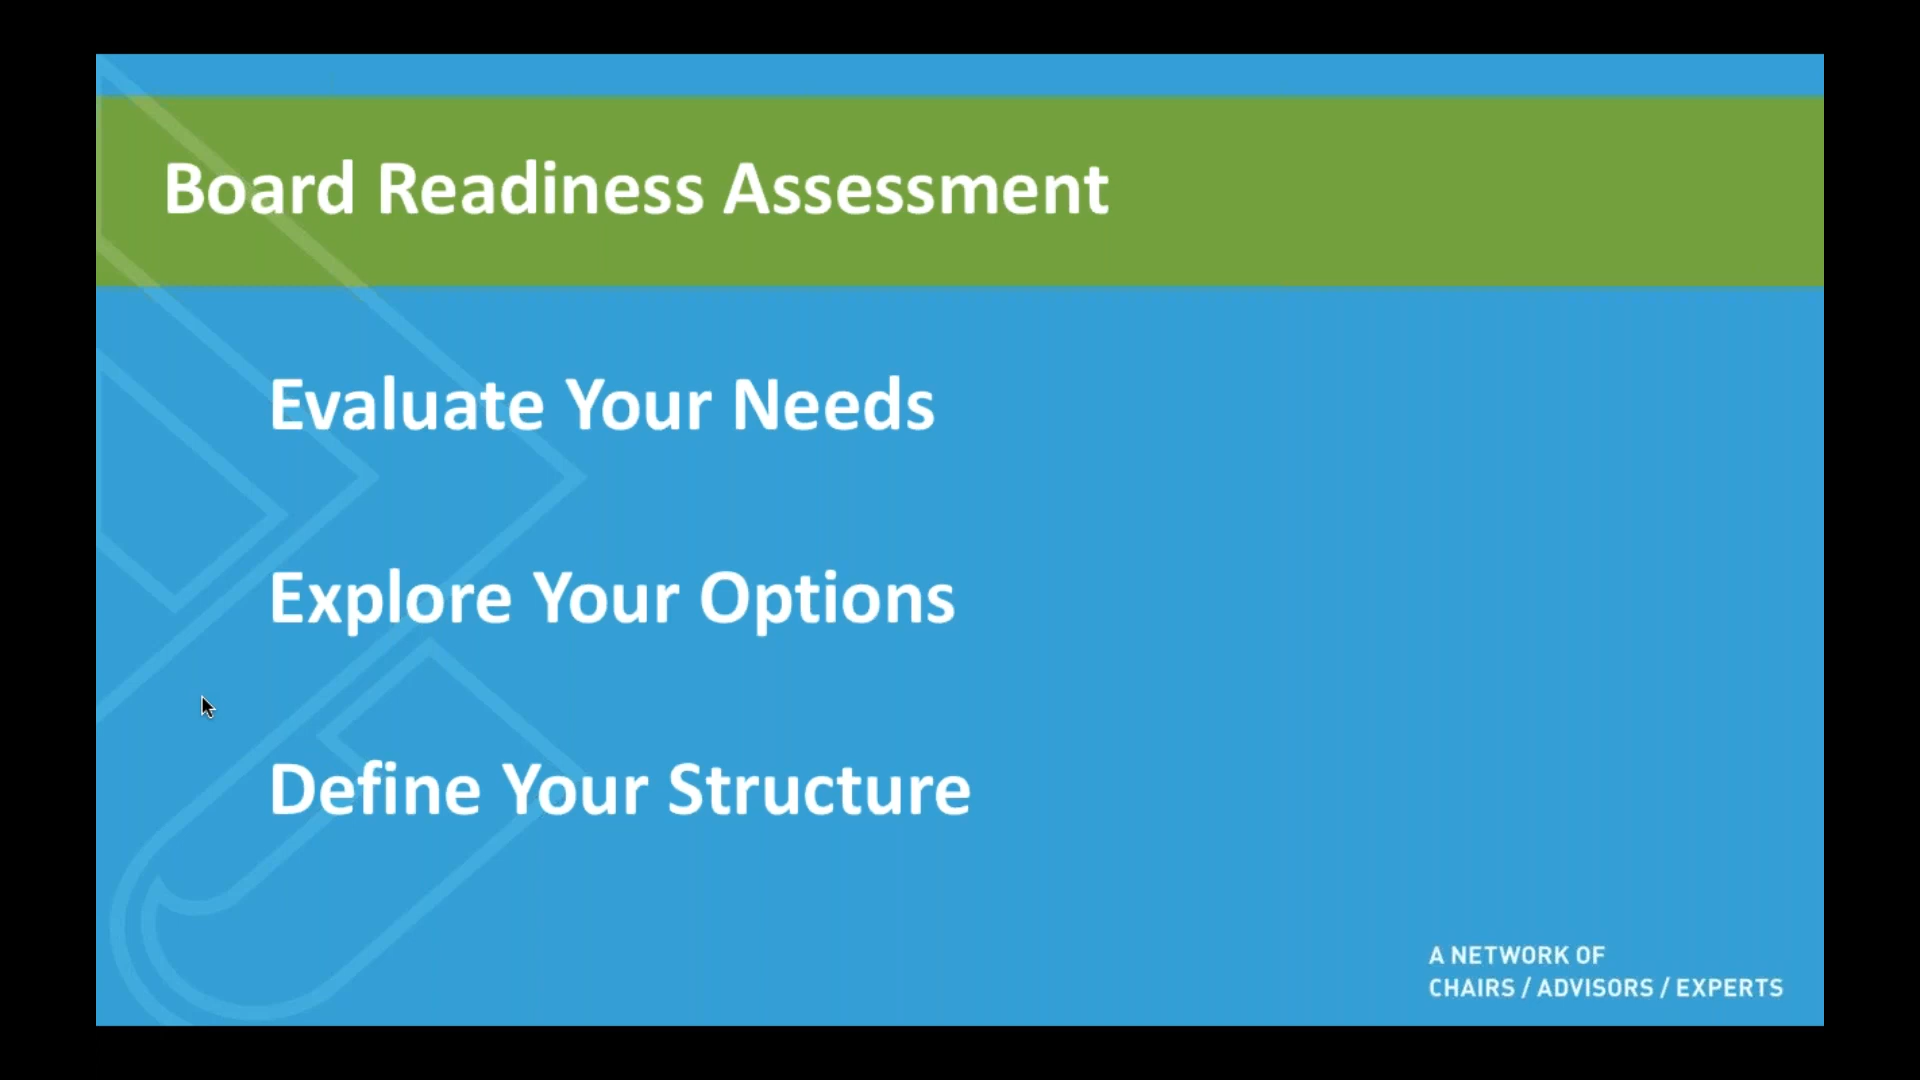 Board Readiness Assessment
Evaluate Your Needs
Explore Your Options
Define Your Structure
A NETWORK OF
CHAIRS / ADVISORS / EXPERTS